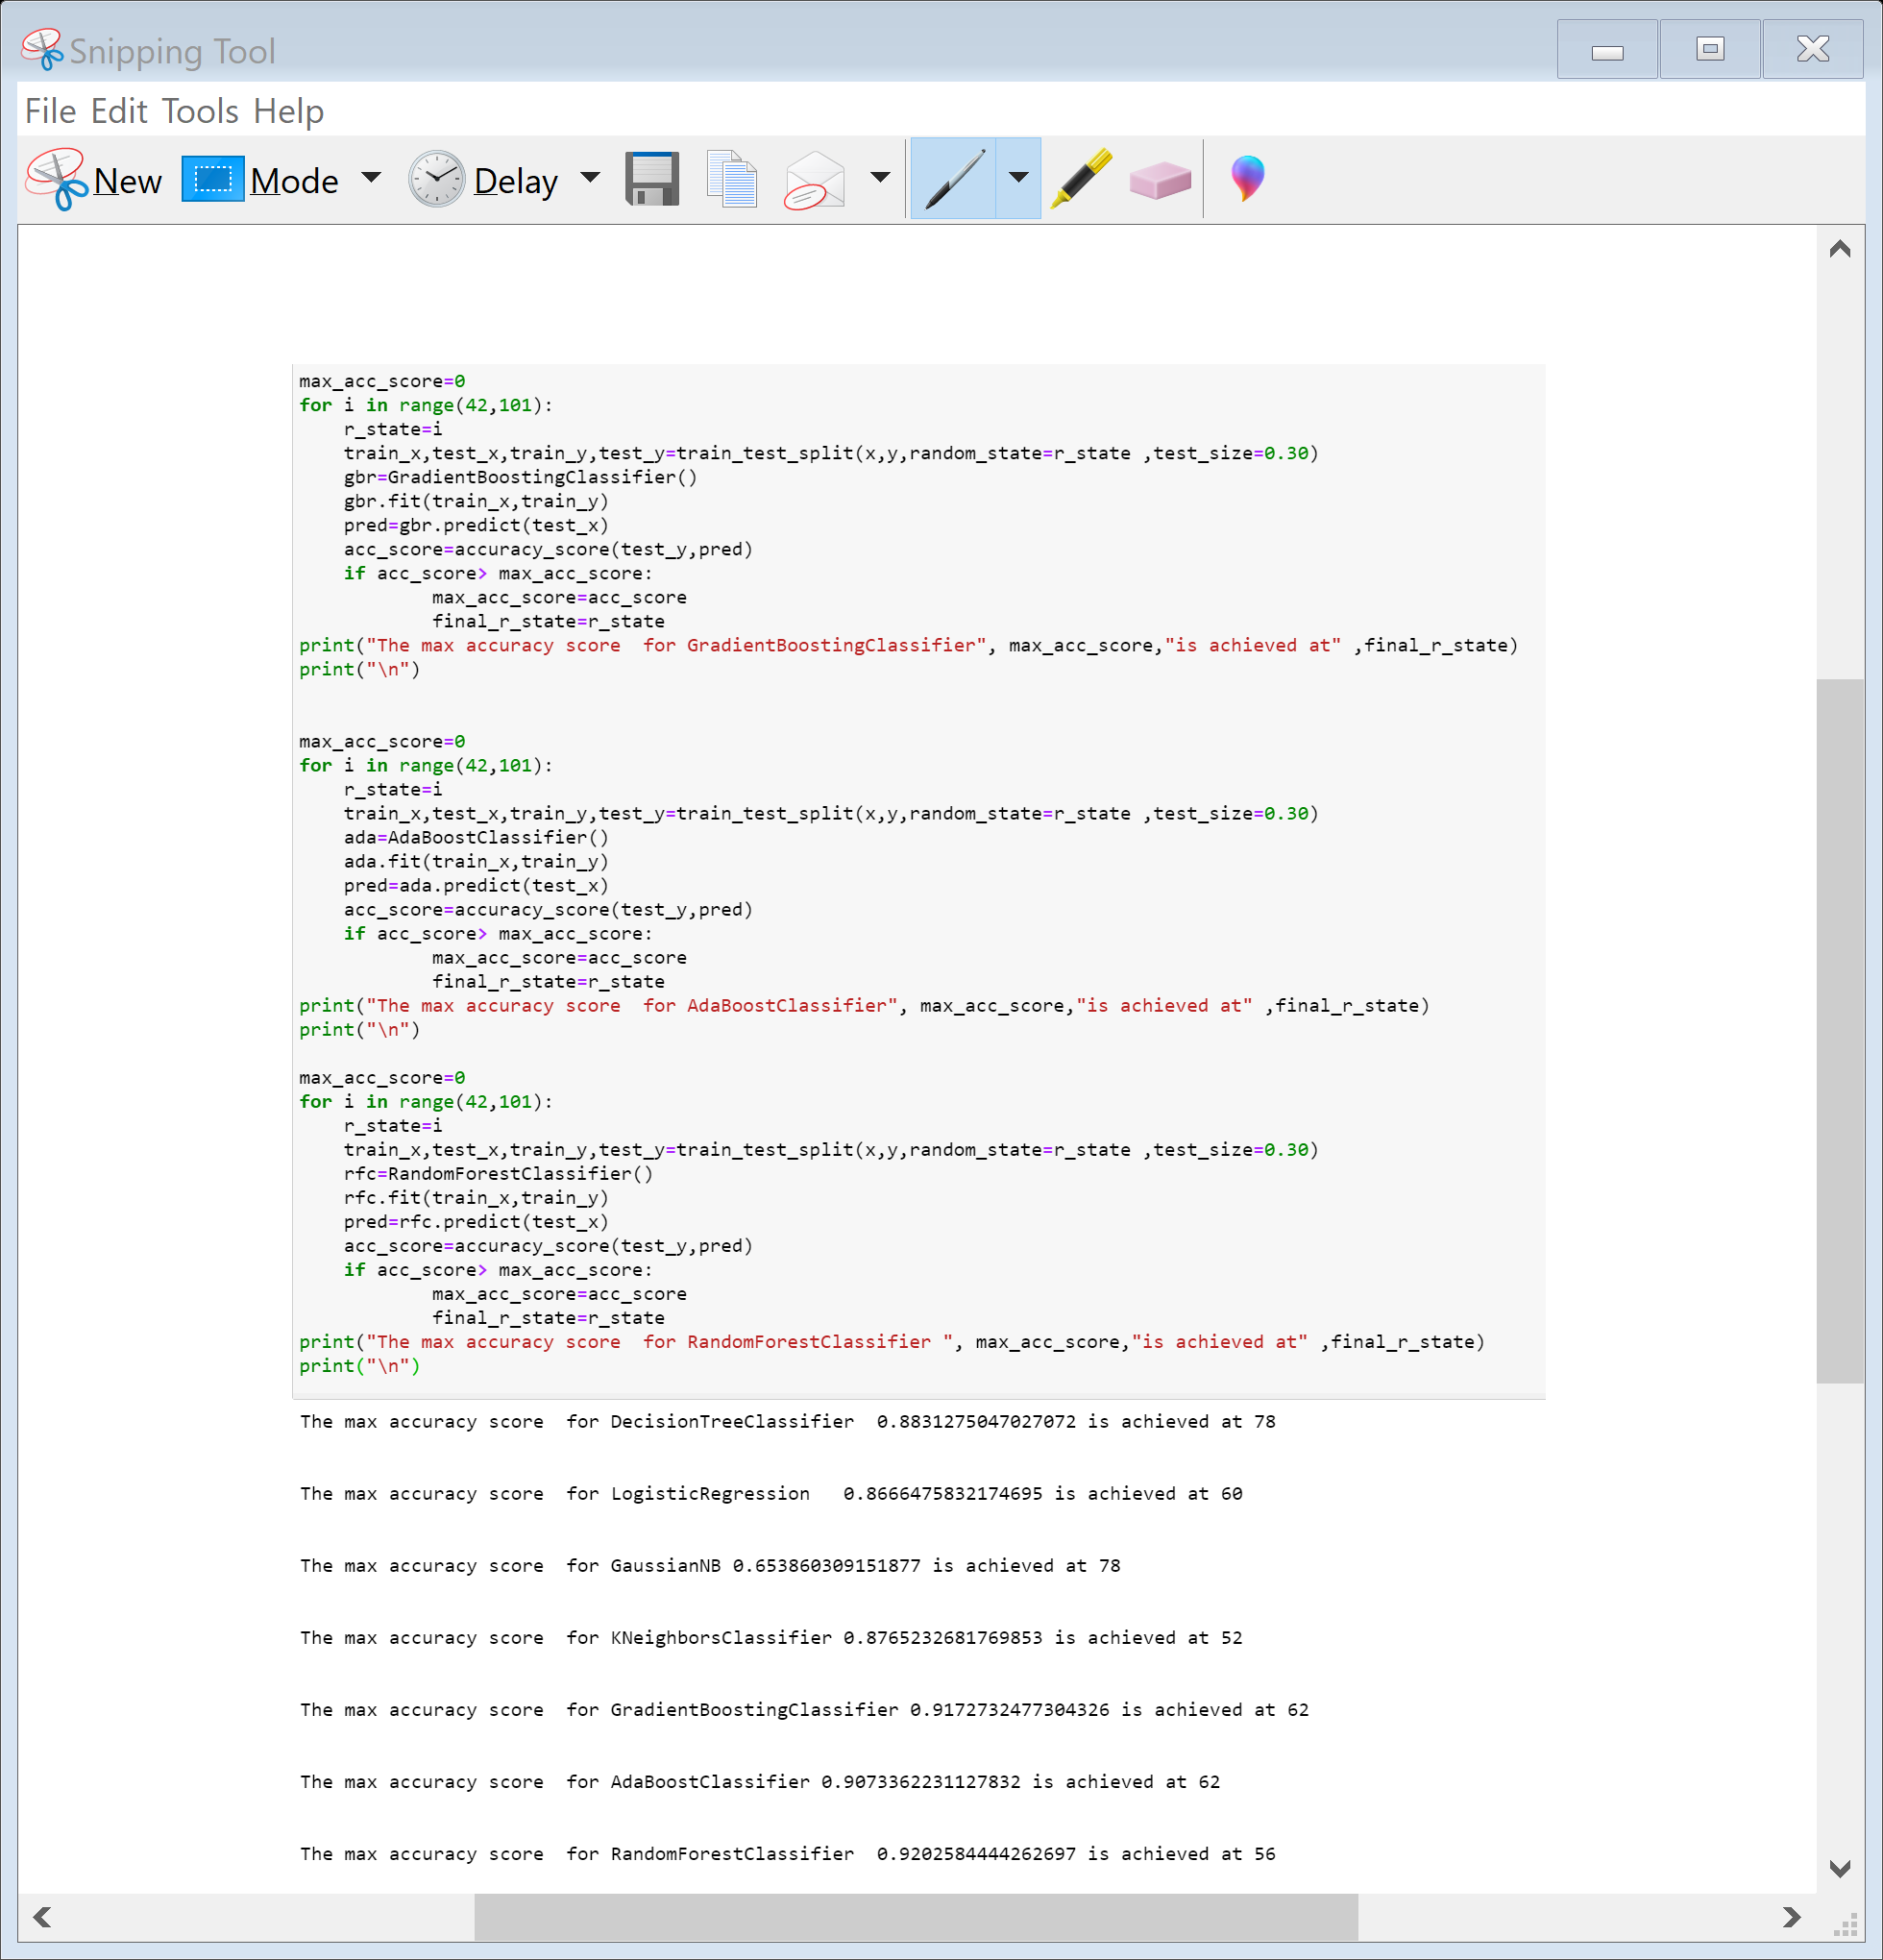 Snipping Tool
File Edit Tools Help
New Mode Delay
max_acc_score=0
for i in range(42,101):
    r_state=i
    train_x,test_x,train_y,test_y=train_test_split(x,y,random_state=r_state ,test_size=0.30)
    gbr=GradientBoostingClassifier()
    gbr.fit(train_x,train_y)
    pred=gbr.predict(test_x)
    acc_score=accuracy_score(test_y,pred)
    if acc_score> max_acc_score:
            max_acc_score=acc_score
            final_r_state=r_state
print("The max accuracy score  for GradientBoostingClassifier", max_acc_score,"is achieved at" ,final_r_state)
print("\n")
max_acc_score=0
for i in range(42,101):
    r_state=i
    train_x,test_x,train_y,test_y=train_test_split(x,y,random_state=r_state ,test_size=0.30)
    ada=AdaBoostClassifier()
    ada.fit(train_x,train_y)
    pred=ada.predict(test_x)
    acc_score=accuracy_score(test_y,pred)
    if acc_score> max_acc_score:
            max_acc_score=acc_score
            final_r_state=r_state
print("The max accuracy score  for AdaBoostClassifier", max_acc_score,"is achieved at" ,final_r_state)
print("\n")
max_acc_score=0
for i in range(42,101):
    r_state=i
    train_x,test_x,train_y,test_y=train_test_split(x,y,random_state=r_state ,test_size=0.30)
    rfc=RandomForestClassifier()
    rfc.fit(train_x,train_y)
    pred=rfc.predict(test_x)
    acc_score=accuracy_score(test_y,pred)
    if acc_score> max_acc_score:
            max_acc_score=acc_score
            final_r_state=r_state
print("The max accuracy score  for RandomForestClassifier ", max_acc_score,"is achieved at" ,final_r_state)
print("\n")
The max accuracy score  for DecisionTreeClassifier  0.8831275047027072 is achieved at 78
The max accuracy score  for LogisticRegression   0.8666475832174695 is achieved at 60
The max accuracy score  for GaussianNB 0.653860309151877 is achieved at 78
The max accuracy score  for KNeighborsClassifier 0.8765232681769853 is achieved at 52
The max accuracy score  for GradientBoostingClassifier 0.9172732477304326 is achieved at 62
The max accuracy score  for AdaBoostClassifier 0.9073362231127832 is achieved at 62
The max accuracy score  for RandomForestClassifier  0.9202584444262697 is achieved at 56